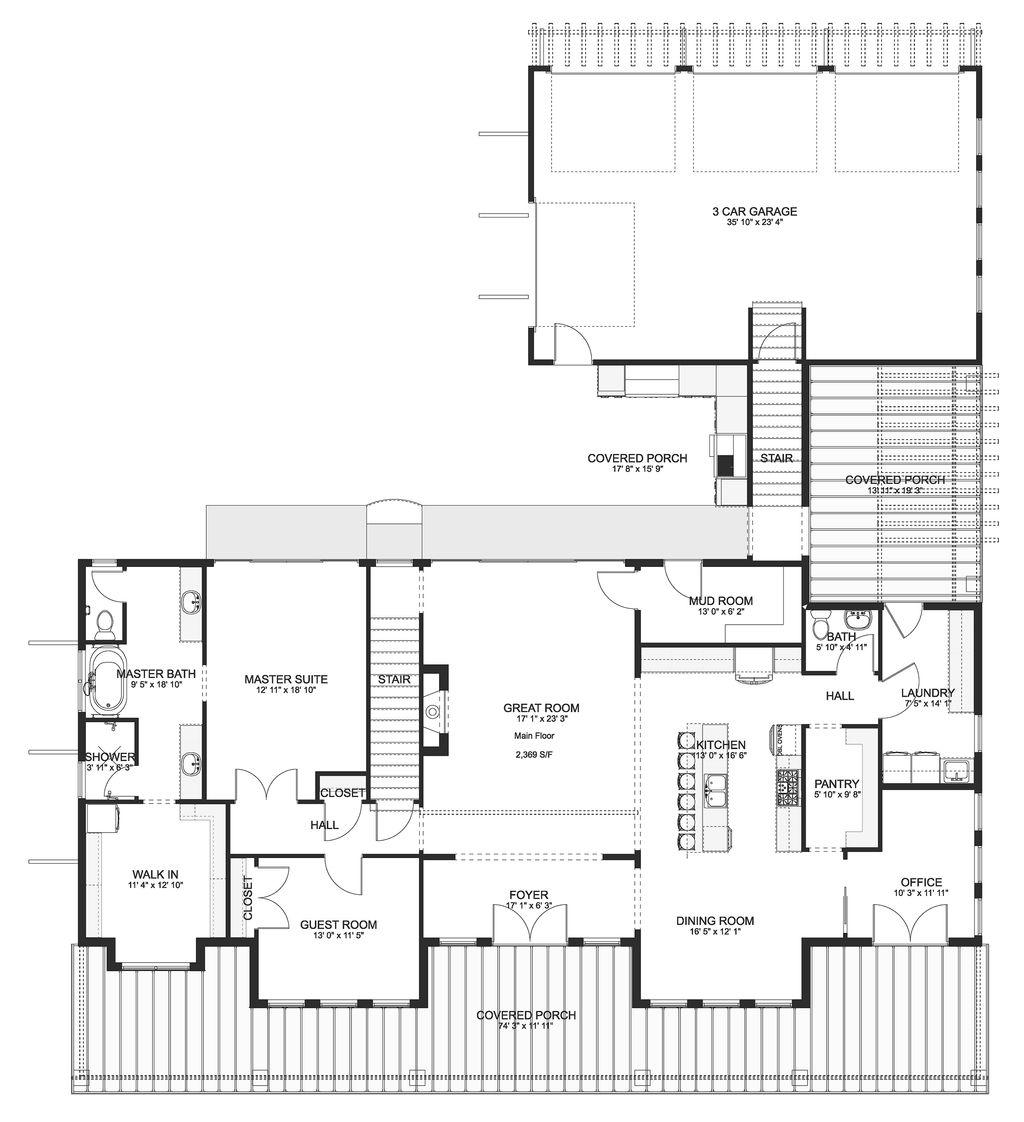 3 CAR GARAGE
35' 10" x 23' 4"
COVERED PORCH
17' 8" x 15' 9"
STAIR
COVERED PORCH
13' 11" x 19' 3"
MUD ROOM
13' 0" x 6' 2"
BATH
5' 10" x 4' 11"
MASTER BATH
9' 5" x 18' 10"
MASTER SUITE
12' 11" x 18' 10"
STAIR
GREAT ROOM
17' 1" x 23' 3"
Main Floor
2,369 S/F
HALL
LAUNDRY
7' 5" x 14' 1"
KITCHEN
13' 0" x 16' 6"
DBL OVENS
SHOWER
3' 11" x 6' 3"
CLOSET
PANTRY
5' 10" x 9' 8"
HALL
WALK IN
11' 4" x 12' 10"
CLOSET
GUEST ROOM
13' 0" x 11' 5"
FOYER
17' 1" x 6' 3"
DINING ROOM
16' 5" x 12' 1"
OFFICE
10' 3" x 11' 11"
COVERED PORCH
74' 3" x 11' 11"